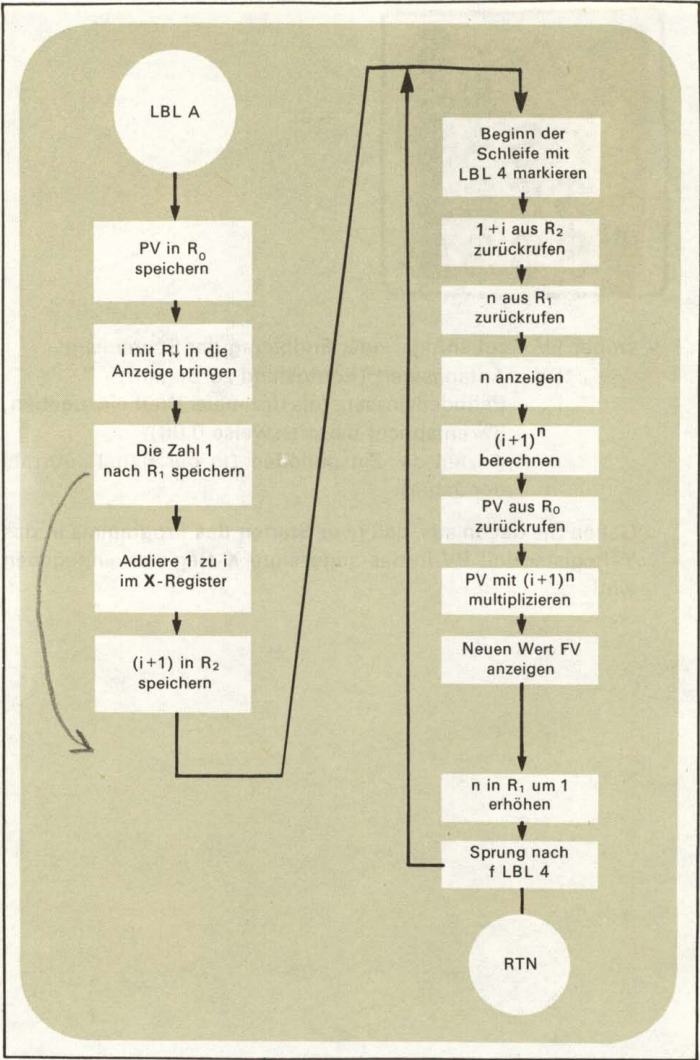 LBL A
PV in R₀
speichern
i mit R↓ in die
Anzeige bringen
Die Zahl 1
nach R₁ speichern
Addiere 1 zu i
im X-Register
(i+1) in R₂
speichern
Beginn der
Schleife mit
LBL 4 markieren
1+i aus R₂
zurückrufen
n aus R₁
zurückrufen
n anzeigen
(i+1)ⁿ
berechnen
PV aus R₀
zurückrufen
PV mit (i+1)ⁿ
multiplizieren
Neuen Wert FV
anzeigen
n in R₁ um 1
erhöhen
Sprung nach
f LBL 4
RTN